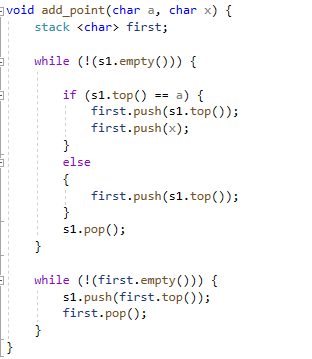 void add_point(char a, char x) {
    stack <char> first;

    while (!(s1.empty())) {

        if (s1.top() == a) {
            first.push(s1.top());
            first.push(x);
        }
        else
        {
            first.push(s1.top());
        }
        s1.pop();
    }

    while (!(first.empty())) {
        s1.push(first.top());
        first.pop();
    }
}